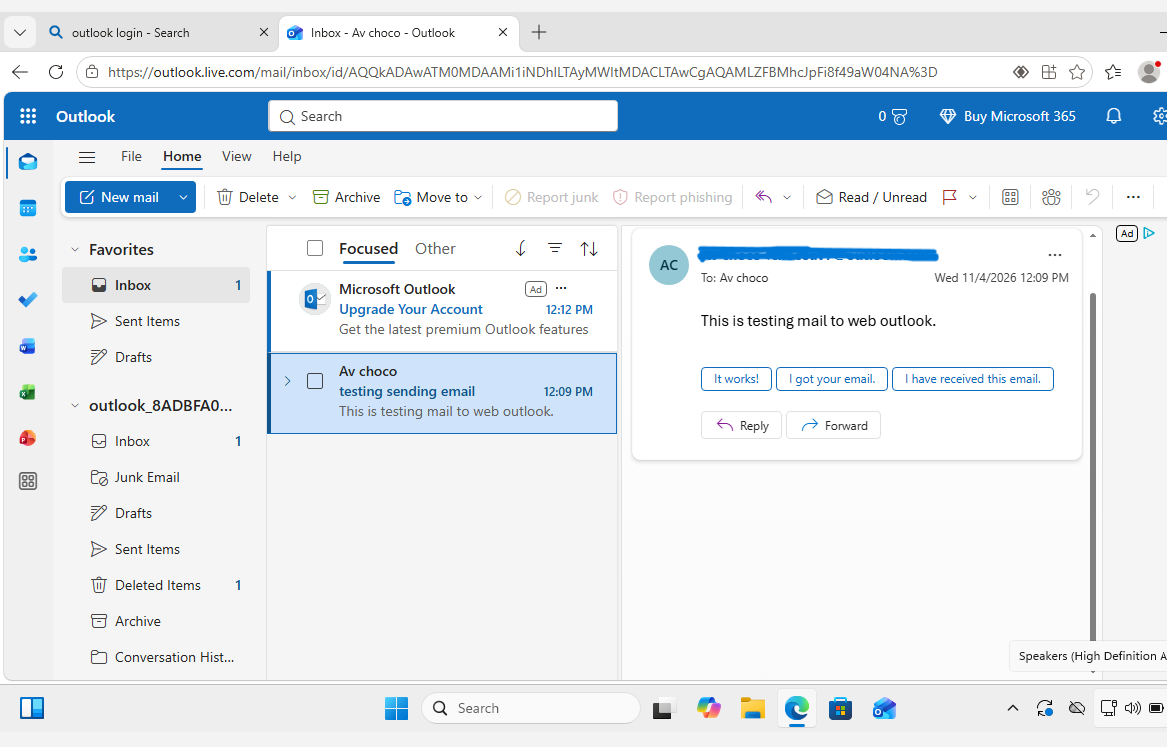 outlook login - Search
Inbox - Av choco - Outlook
https://outlook.live.com/mail/inbox/id/AQQkADAwATM0MDAAMi1iNDhlLTAyMWItMDACLTAwCgAQAMLZFBMhcJpFi8f49aW04NA%3D
Outlook
Search
0
Buy Microsoft 365
File Home View Help
New mail
Delete
Archive
Move to
Report junk
Report phishing
Read / Unread
Favorites
Inbox 1
Sent Items
Drafts
outlook_8ADBFA0...
Inbox 1
Junk Email
Drafts
Sent Items
Deleted Items 1
Archive
Conversation Hist...
Focused Other
Microsoft Outlook Ad
Upgrade Your Account 12:12 PM
Get the latest premium Outlook features
Av choco
testing sending email 12:09 PM
This is testing mail to web outlook.
AC
To: Av choco
Wed 11/4/2026 12:09 PM
This is testing mail to web outlook.
It works!
I got your email.
I have received this email.
Reply
Forward
Ad
Speakers (High Definition A
Search